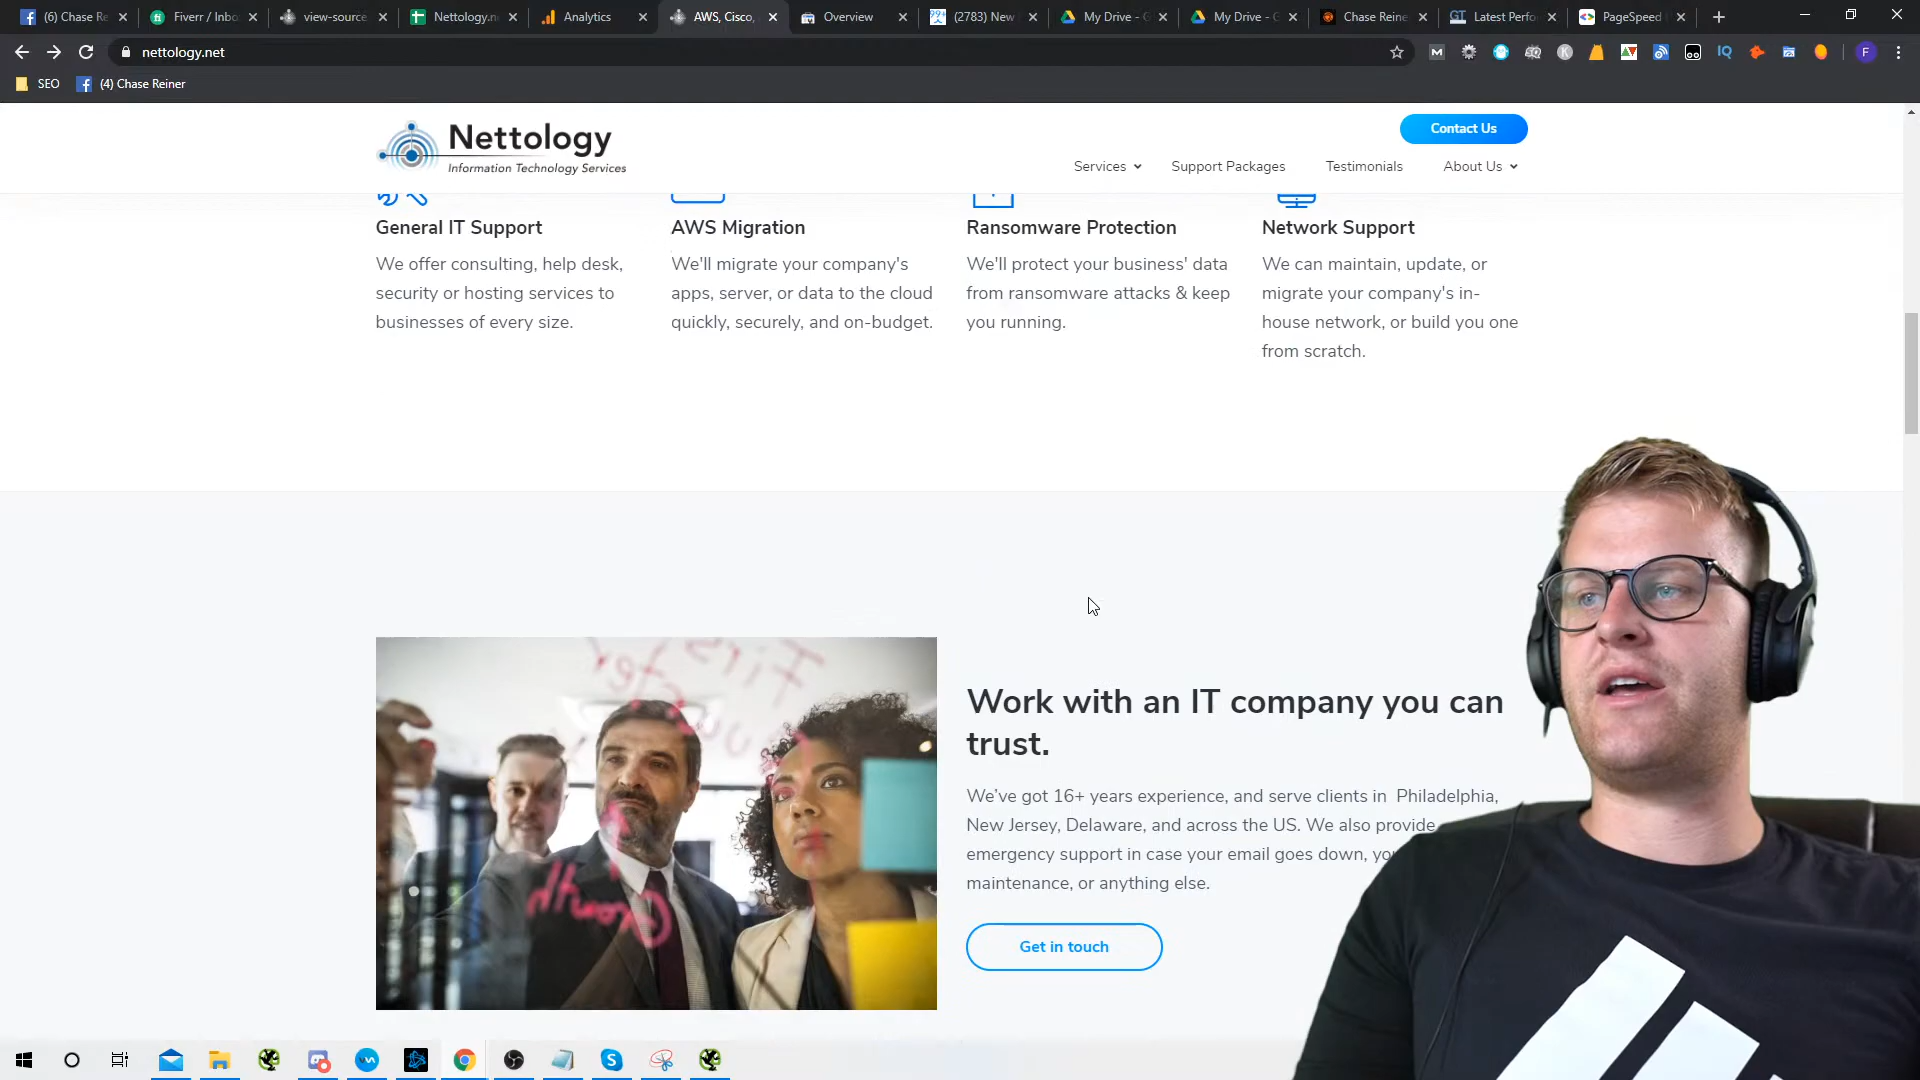 (6) Chase Re
Fiverr / Inbo
view-source
Nettology.n
Analytics
AWS, Cisco,
Overview
(2783) New
My Drive - G
My Drive - G
Chase Reine
Latest Perfo
PageSpeed
nettology.net
SEO
(4) Chase Reiner
Nettology
Information Technology Services
Contact Us
Services
Support Packages
Testimonials
About Us
General IT Support
We offer consulting, help desk,
security or hosting services to
businesses of every size.
AWS Migration
We'll migrate your company's
apps, server, or data to the cloud
quickly, securely, and on-budget.
Ransomware Protection
We'll protect your business' data
from ransomware attacks & keep
you running.
Network Support
We can maintain, update, or
migrate your company's in-
house network, or build you one
from scratch.
Work with an IT company you can
trust.
We've got 16+ years experience, and serve clients in Philadelphia,
New Jersey, Delaware, and across the US. We also provide
emergency support in case your email goes down, yo
maintenance, or anything else.
Get in touch
Growth